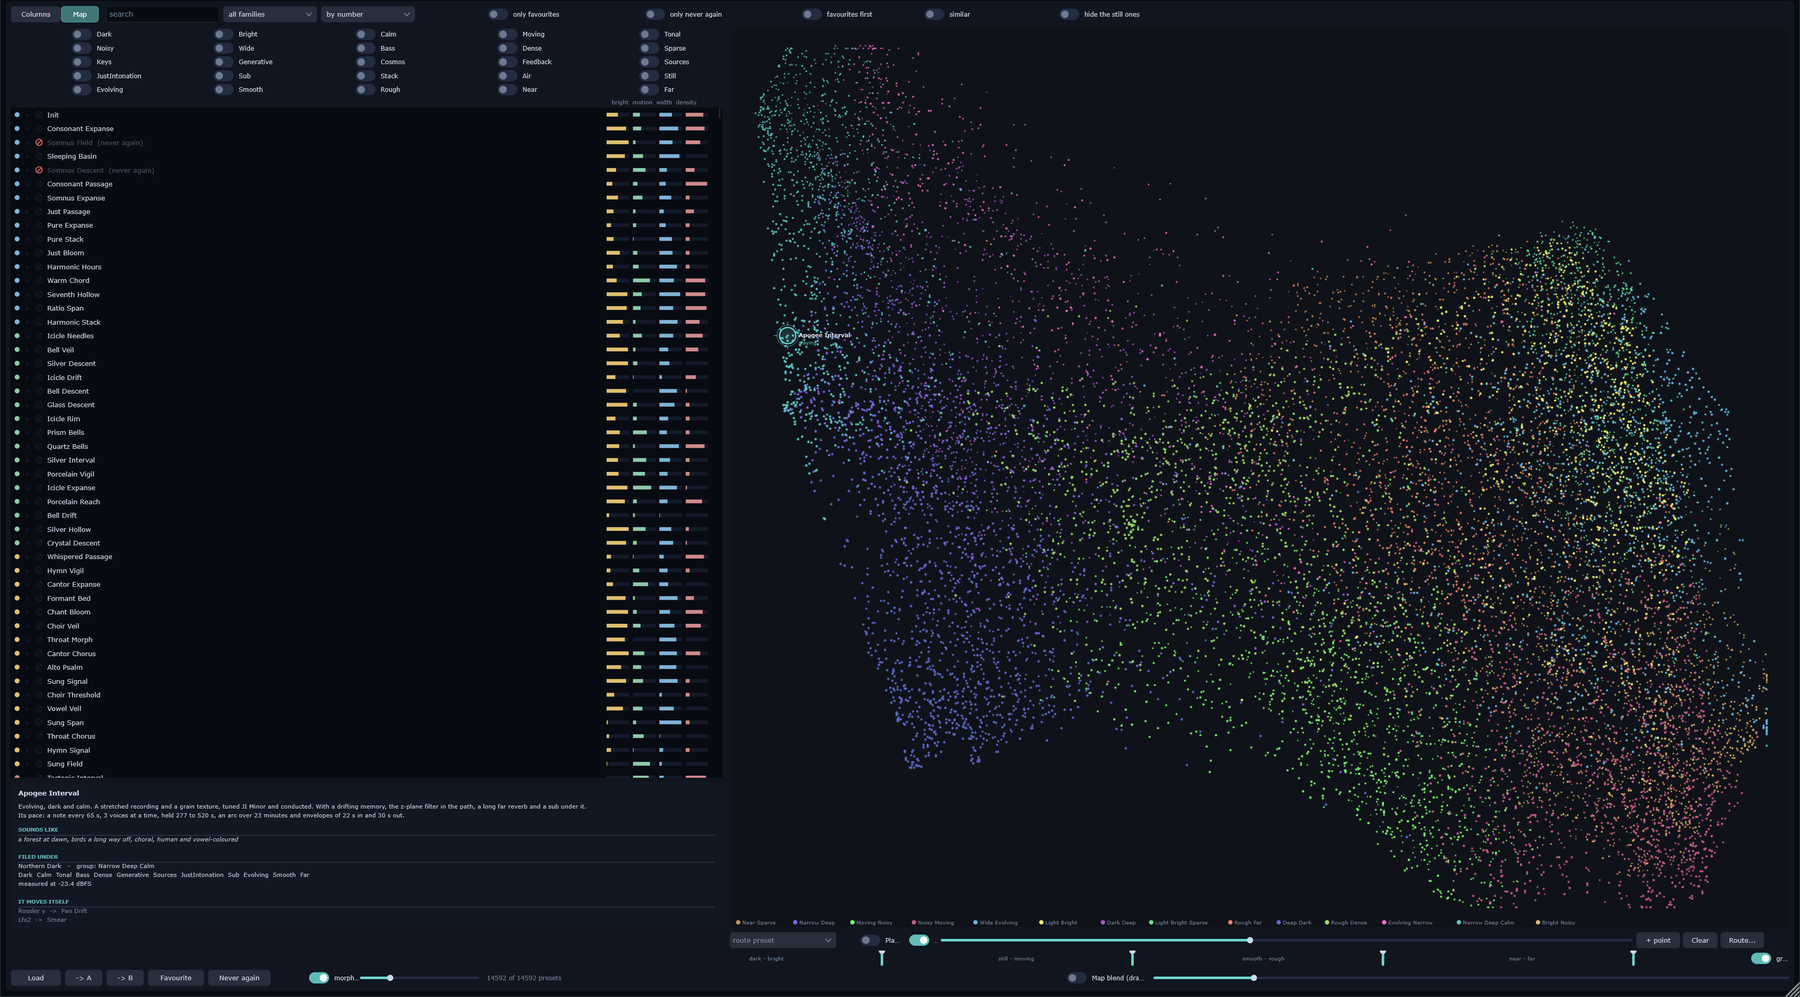 Columns Map search all families by number only favourites only never again favourites first similar hide the still ones
Dark Bright Calm Moving Tonal
Noisy Wide Bass Dense Sparse
Keys Generative Cosmos Feedback Sources
JustIntonation Sub Stack Air Still
Evolving Smooth Rough Near Far
bright motion width density
Init
Consonant Expanse
Somnus Field (never again)
Sleeping Basin
Somnus Descent (never again)
Consonant Passage
Somnus Expanse
Just Passage
Pure Expanse
Pure Stack
Just Bloom
Harmonic Hours
Warm Chord
Seventh Hollow
Ratio Span
Harmonic Stack
Icicle Needles
Bell Veil
Silver Descent
Icicle Drift
Bell Descent
Glass Descent
Icicle Rim
Prism Bells
Quartz Bells
Silver Interval
Porcelain Vigil
Icicle Expanse
Porcelain Reach
Bell Drift
Silver Hollow
Crystal Descent
Whispered Passage
Hymn Vigil
Cantor Expanse
Formant Bed
Chant Bloom
Choir Veil
Throat Morph
Cantor Chorus
Alto Psalm
Sung Signal
Choir Threshold
Vowel Veil
Sung Span
Throat Chorus
Hymn Signal
Sung Field
Apogee Interval
Apogee Interval
Evolving, dark and calm. A stretched recording and a grain texture, tuned JI Minor and conducted. With a drifting memory, the z-plane filter in the path, a long far reverb and a sub under it.
Its pace: a note every 65 s, 3 voices at a time, held 277 to 520 s, an arc over 23 minutes and envelopes of 22 s in and 30 s out.
SOUNDS LIKE
a forest at dawn, birds a long way off, choral, human and vowel-coloured
FILED UNDER
Northern Dark - group: Narrow Deep Calm
Dark Calm Tonal Bass Dense Generative Sources JustIntonation Sub Evolving Smooth Far
measured at -23.4 dBFS
IT MOVES ITSELF
Rossler y -> Pan Drift
Lfo2 -> Smear
Near Sparse Narrow Deep Moving Noisy Noisy Moving Wide Evolving Light Bright Dark Deep Light Bright Sparse Rough Far Deep Dark Rough Dense Evolving Narrow Narrow Deep Calm Bright Noisy
route preset Pla... .. + point Clear Route...
dark - bright still - moving smooth - rough near - far gr...
Load -> A -> B Favourite Never again morph... 14592 of 14592 presets Map blend (dra...